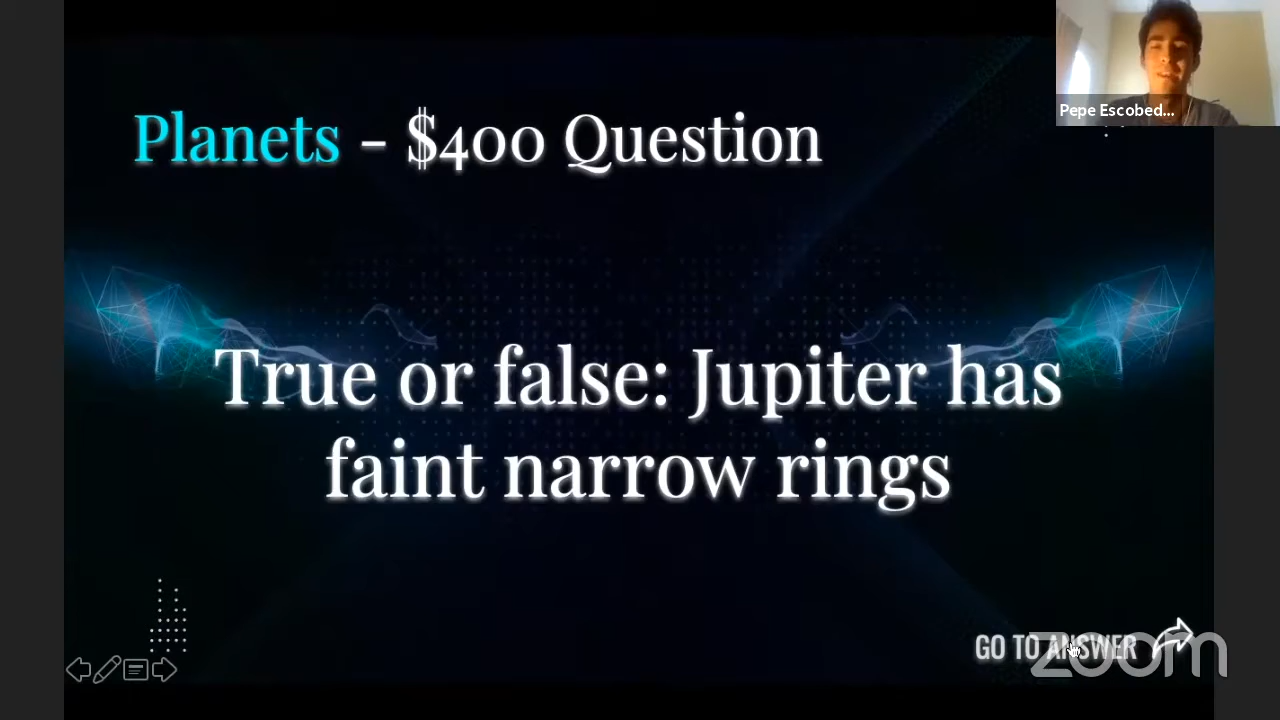 Pepe Escobed...
Planets - $400 Question
True or false: Jupiter has
faint narrow rings
GO TO ANSWER
zoom